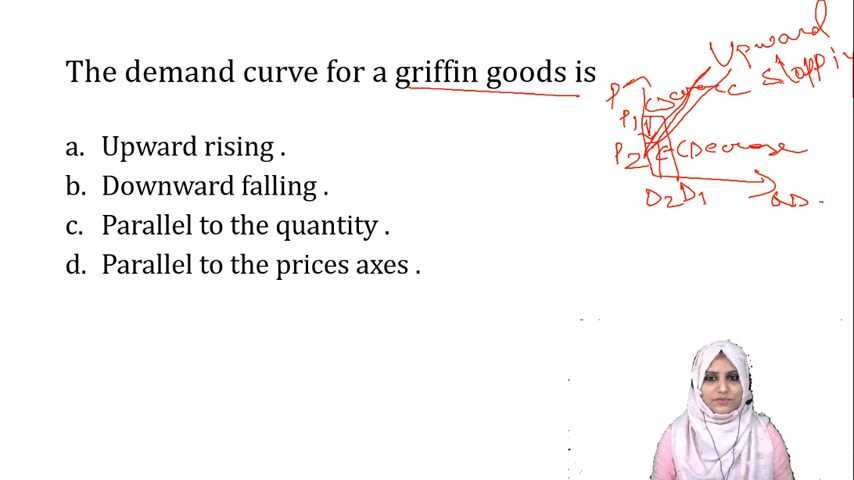 The demand curve for a griffin goods is
a. Upward rising .
b. Downward falling .
c. Parallel to the quantity .
d. Parallel to the prices axes .
Upward
P
P1
P2
Decrease
D2 D1